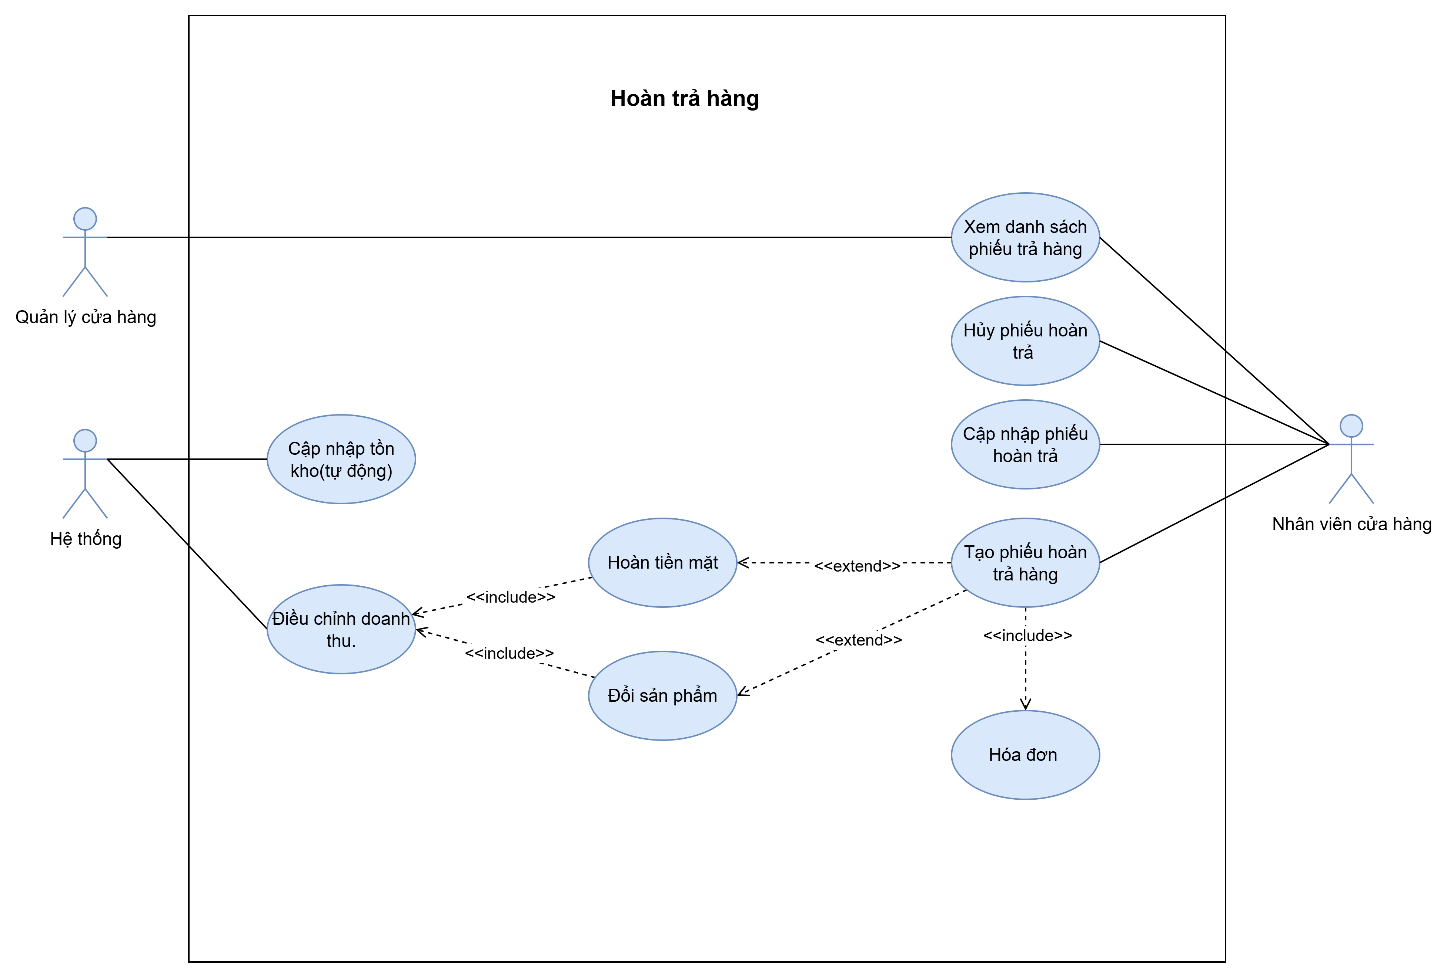 Hoàn trả hàng
Xem danh sách
phiếu trả hàng
Quản lý cửa hàng
Hủy phiếu hoàn
trả
Cập nhập phiếu
hoàn trả
Nhân viên cửa hàng
Cập nhập tồn
kho(tự động)
Hệ thống
Tạo phiếu hoàn
trả hàng
<<extend>>
Hoàn tiền mặt
<<include>>
Điều chỉnh doanh
thu.
<<include>>
<<extend>>
<<include>>
Đổi sản phẩm
Hóa đơn